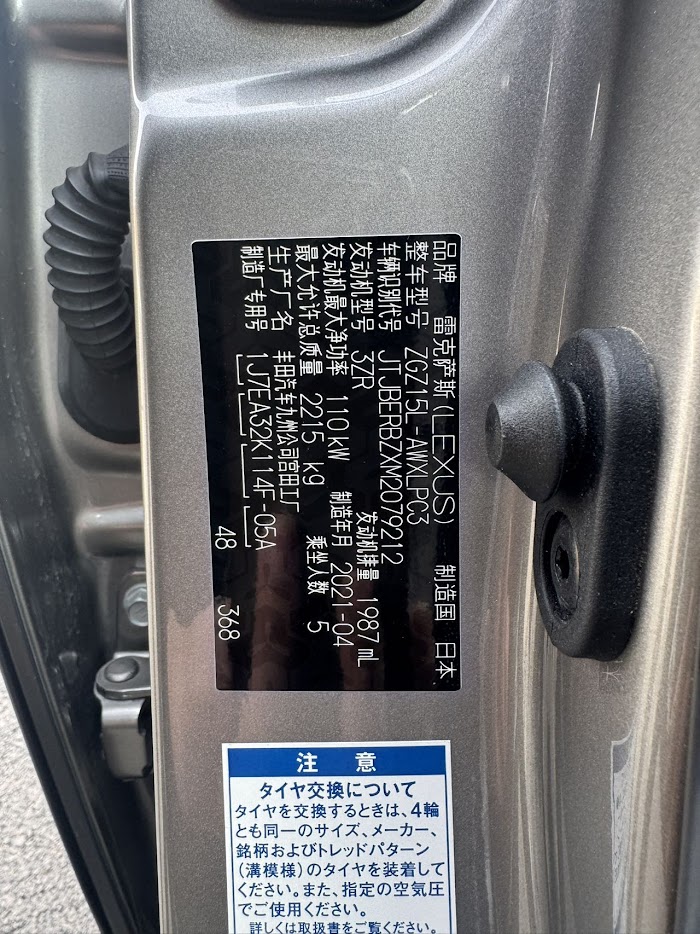 品牌 雷克萨斯(LEXUS) 制造国 日本
整车型号 ZGZ15L-AWXLPC3
车辆识别代号 JTJBERBZXM2079212
发动机型号 3ZR 发动机排量 1987 mL
发动机最大净功率 110 kW 制造年月 2021-04
最大允许总质量 2215 kg 乘坐人数 5
生产厂名 丰田汽车九州公司宫田工厂
制造厂专用号 1J7EA32K114F-05A
48 368
注意
タイヤ交換について
タイヤを交換するときは、4輪
とも同一のサイズ、メーカー、
銘柄およびトレッドパターン
(溝模様)のタイヤを装着して
ください。また、指定の空気圧
でご使用ください。
詳しくは取扱書をご覧ください。